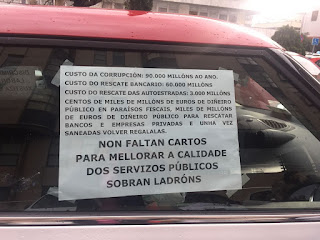 CUSTO DA CORRUPCIÓN: 90.000 MILLÓNS AO ANO.
CUSTO DO RESCATE BANCARIO: 60.000 MILLÓNS
CUSTO DO RESCATE DAS AUTOESTRADAS: 3.000 MILLÓNS
CENTOS DE MILES DE MILLÓNS DE EUROS DE DIÑEIRO
PÚBLICO EN PARAÍSOS FISCAIS, MILES DE MILLÓNS
DE EUROS DE DIÑEIRO PÚBLICO PARA RESCATAR
BANCOS E EMPRESAS PRIVADAS E UNHA VEZ
SANEADAS VOLVER REGALALAS.
NON FALTAN CARTOS
PARA MELLORAR A CALIDADE
DOS SERVIZOS PÚBLICOS
SOBRAN LADRÓNS